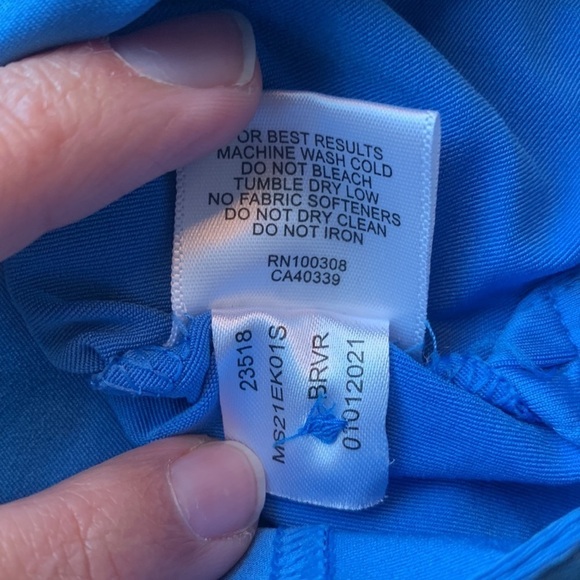 OR BEST RESULTS
MACHINE WASH COLD
DO NOT BLEACH
TUMBLE DRY LOW
NO FABRIC SOFTENERS
DO NOT DRY CLEAN
DO NOT IRON
RN100308
CA40339
23518
MS21EK01S
BRVR
01012021